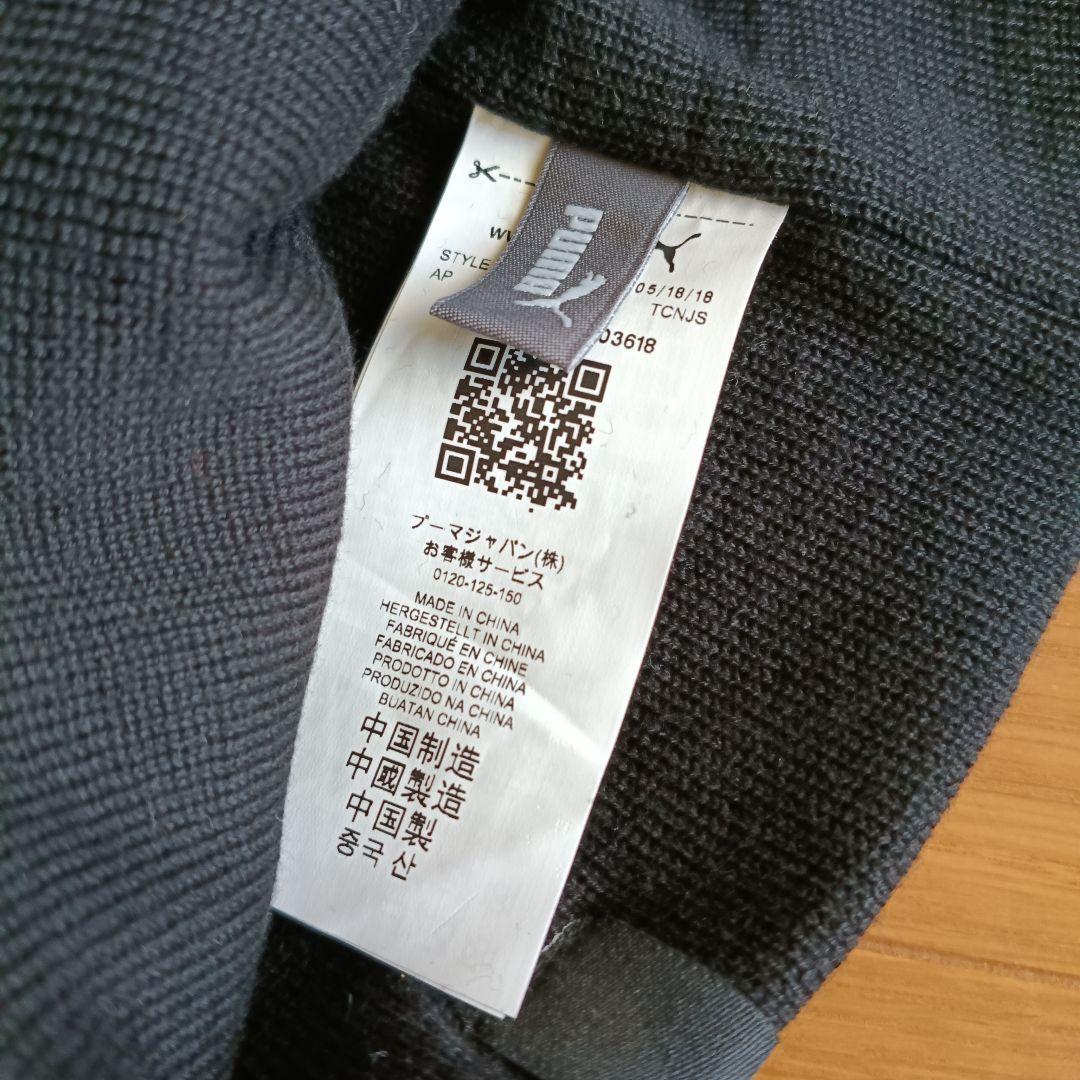 PUMA
STYLE
05/18/18
AP
TCNJS
03618
プーマジャパン(株)
お客様サービス
0120-125-150
MADE IN CHINA
HERGESTELLT IN CHINA
FABRIQUÉ EN CHINE
FABRICADO EN CHINA
PRODOTTO IN CHINA
PRODUZIDO NA CHINA
BUATAN CHINA
中国制造
中國製造
中国製
중국 산